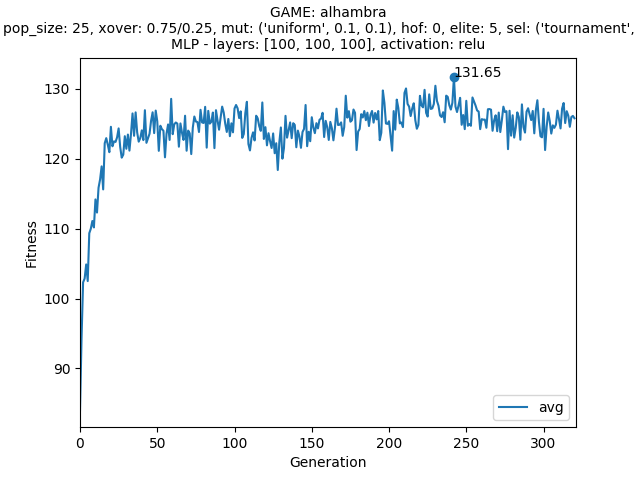 GAME: alhambra
pop_size: 25, xover: 0.75/0.25, mut: ('uniform', 0.1, 0.1), hof: 0, elite: 5, sel: ('tournament',
MLP - layers: [100, 100, 100], activation: relu
131.65
130
120
110
100
90
Fitness
avg
0 50 100 150 200 250 300
Generation